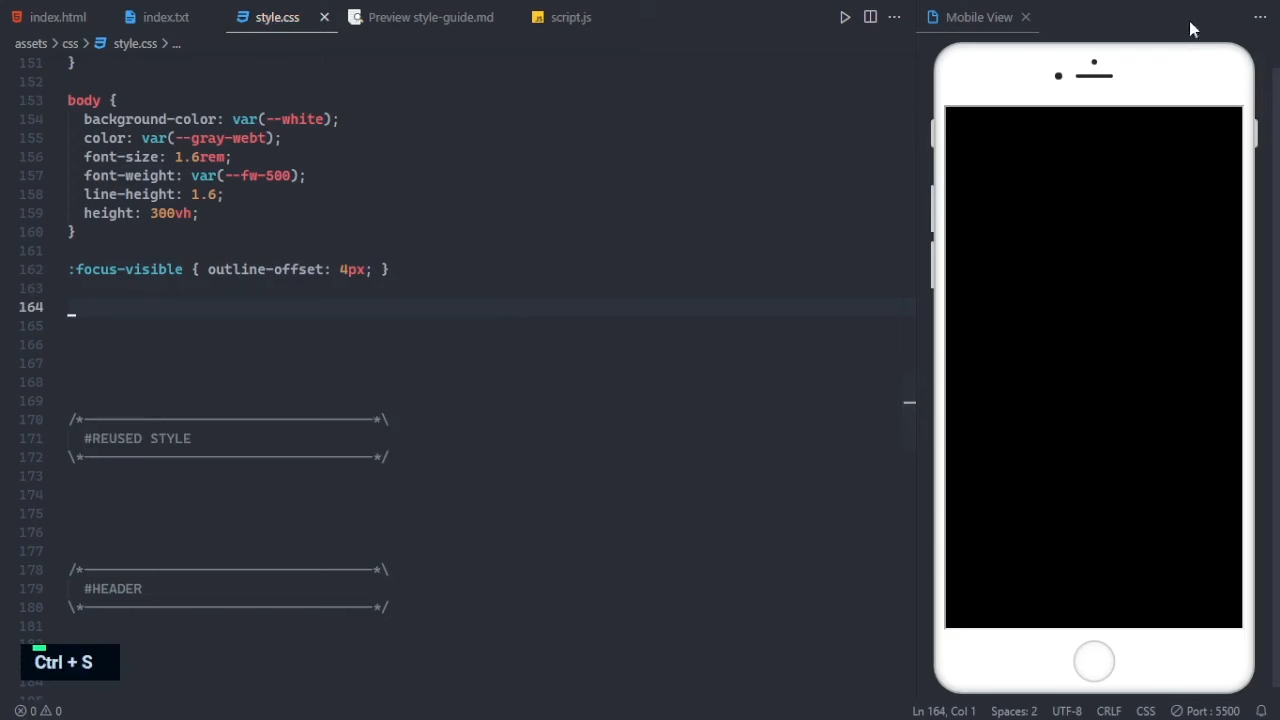 index.html index.txt style.css Preview style-guide.md script.js Mobile View
assets > css > style.css > ...
151 }
152
153 body {
154 background-color: var(--white);
155 color: var(--gray-webt);
156 font-size: 1.6rem;
157 font-weight: var(--fw-500);
158 line-height: 1.6;
159 height: 300vh;
160 }
161
162 :focus-visible { outline-offset: 4px; }
163
164
165
166
167
168
169
170 /*-----------------------------------*\
171 #REUSED STYLE
172 \*-----------------------------------*/
173
174
175
176
177
178 /*-----------------------------------*\
179 #HEADER
180 \*-----------------------------------*/
181
Ctrl + S
0 0 Ln 164, Col 1 Spaces: 2 UTF-8 CRLF CSS Port : 5500